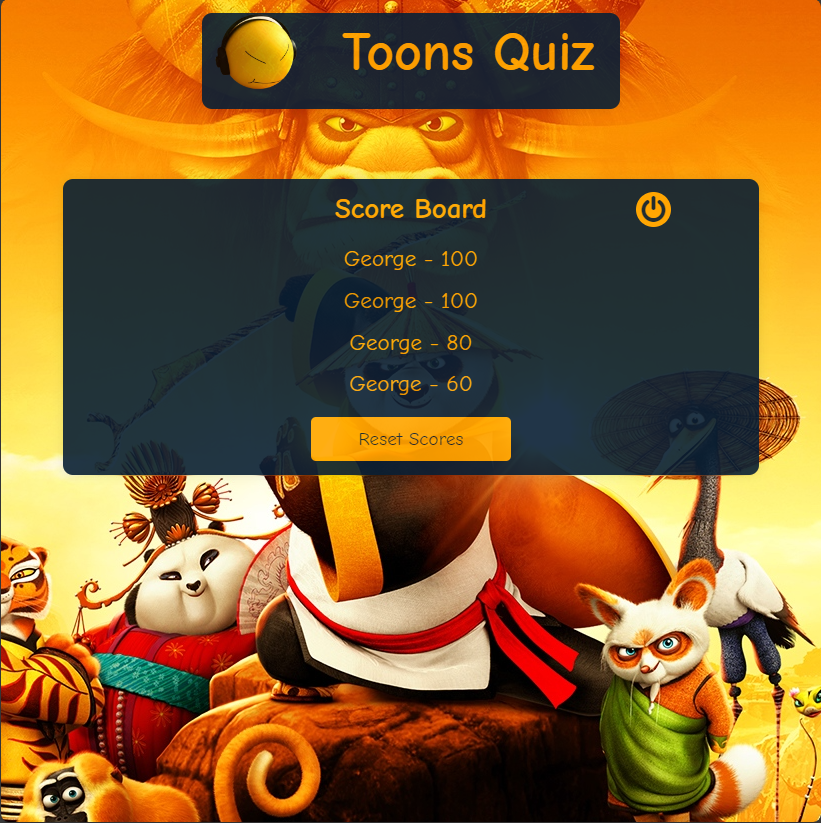 Toons Quiz
Score Board
George - 100
George - 100
George - 80
George - 60
Reset Scores